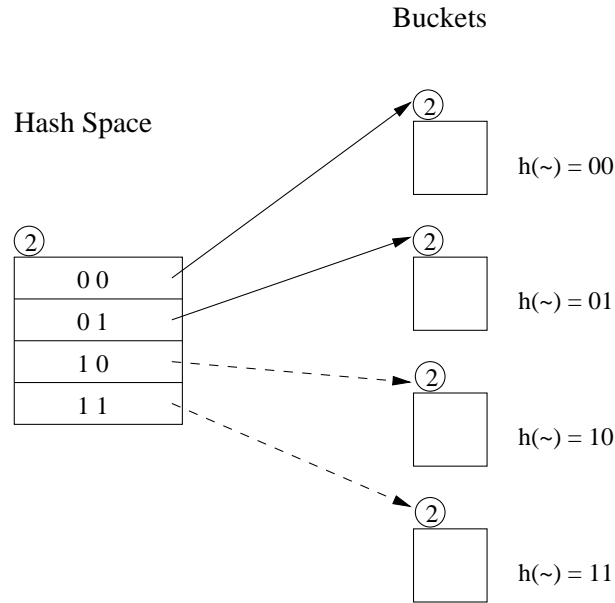 Buckets
Hash Space
2
h(~) = 00
2
2
0 0
0 1
1 0
1 1
h(~) = 01
2
h(~) = 10
2
h(~) = 11